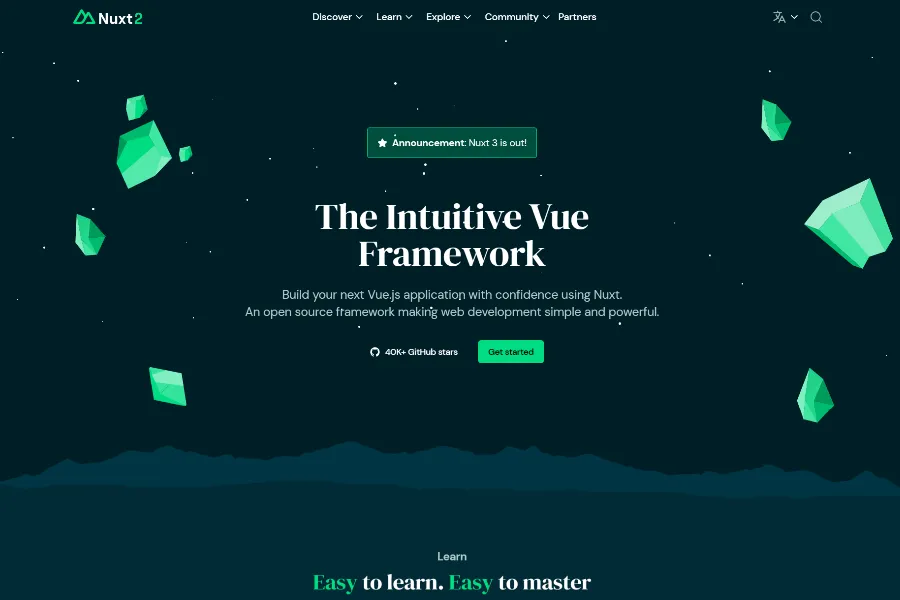 Nuxt2
Discover Learn Explore Community Partners
Announcement: Nuxt 3 is out!
The Intuitive Vue
Framework
Build your next Vue.js application with confidence using Nuxt.
An open source framework making web development simple and powerful.
40K+ GitHub stars Get started
Learn
Easy to learn. Easy to master